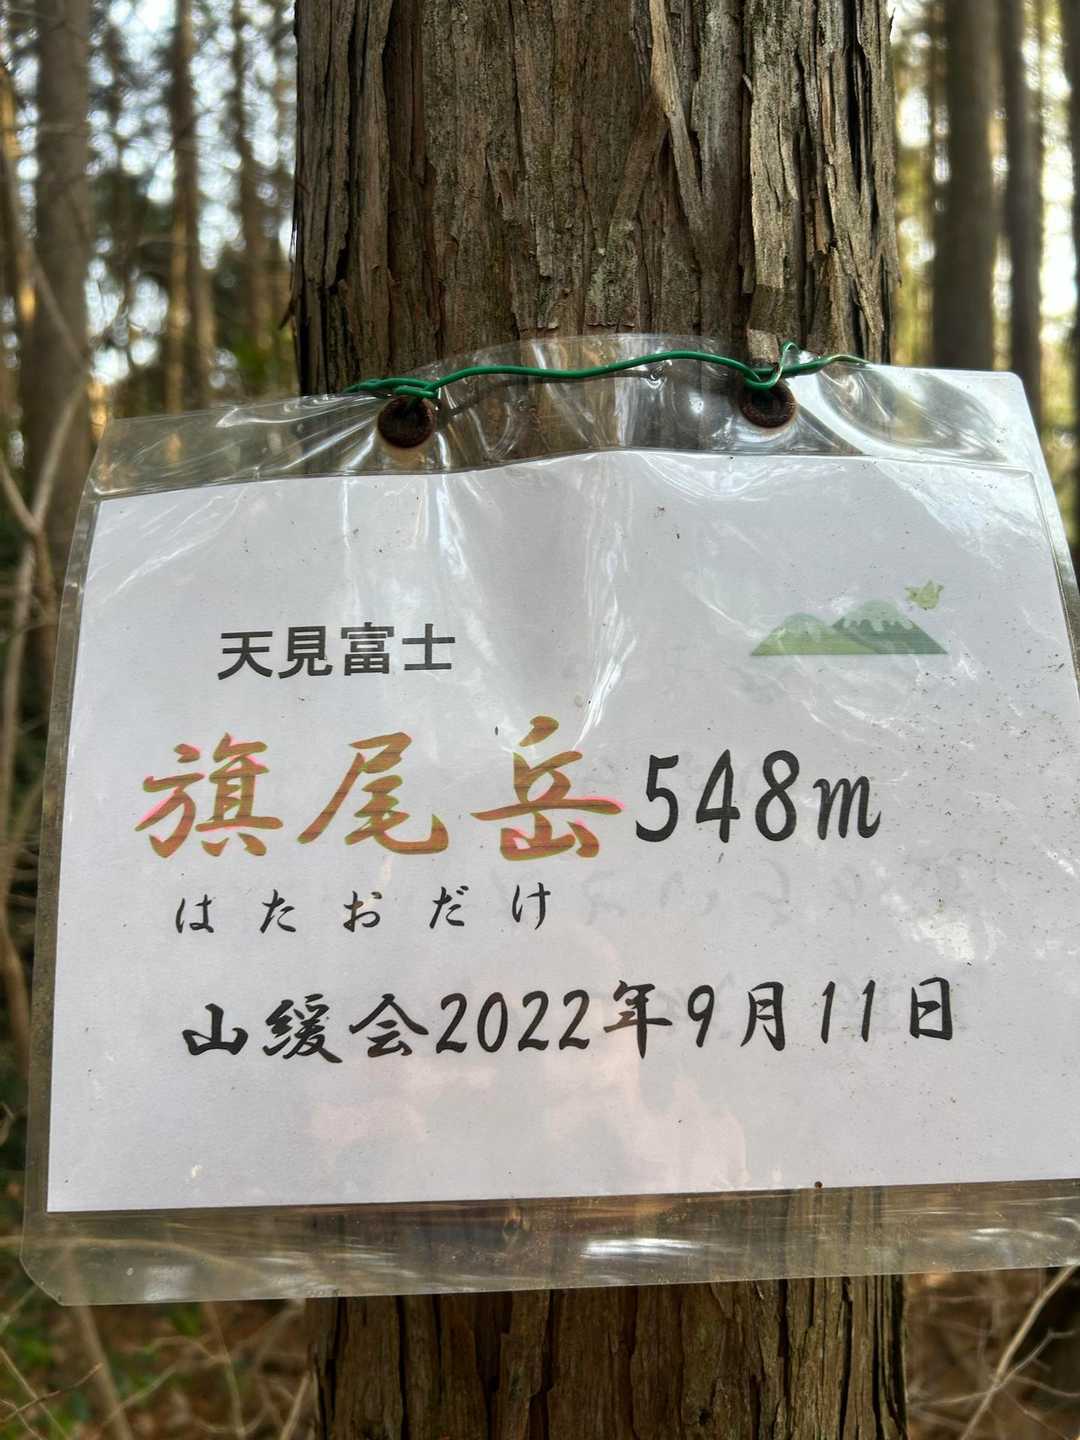 天見富士
旗尾岳548m
はたおだけ
山緩会2022年9月11日